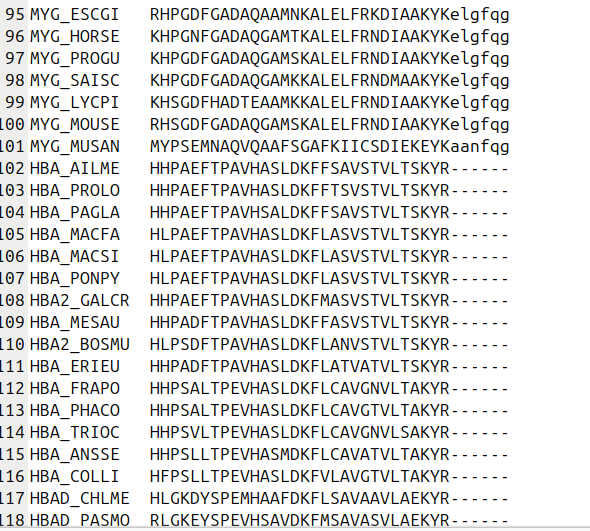 95 MYG_ESCGI   RHPGDFGADAQAAMNKALELFRKDIAAKYKelgfqg
96 MYG_HORSE   KHPGNFGADAQGAMTKALELFRNDIAAKYKelgfqg
97 MYG_PROGU   KHPGDFGADAQGAMSKALELFRNDIAAKYKelgfqg
98 MYG_SAISC   KHPGDFGADAQGAMKKALELFRNDMAAKYKelgfqg
99 MYG_LYCPI   KHSGDFHADTEAAMKKALELFRNDIAAKYKelgfqg
100 MYG_MOUSE   RHSGDFGADAQGAMSKALELFRNDIAAKYKelgfqg
101 MYG_MUSAN   MYPSEMNAQVQAAFSGAFKIICSDIEKEYKaanfqg
102 HBA_AILME   HHPAEFTPAVHASLDKFFSAVSTVLTSKYR------
103 HBA_PROLO   HHPAEFTPAVHASLDKFFTSVSTVLTSKYR------
104 HBA_PAGLA   HHPAEFTPAVHSALDKFFSAVSTVLTSKYR------
105 HBA_MACFA   HLPAEFTPAVHASLDKFLASVSTVLTSKYR------
106 HBA_MACSI   HLPAEFTPAVHASLDKFLASVSTVLTSKYR------
107 HBA_PONPY   HLPAEFTPAVHASLDKFLASVSTVLTSKYR------
108 HBA2_GALCR  HHPAEFTPAVHASLDKFMASVSTVLTSKYR------
109 HBA_MESAU   HHPADFTPAVHASLDKFFASVSTVLTSKYR------
110 HBA2_BOSMU  HLPSDFTPAVHASLDKFLANVSTVLTSKYR------
111 HBA_ERIEU   HHPADFTPAVHASLDKFLATVATVLTSKYR------
112 HBA_FRAPO   HHPSALTPEVHASLDKFLCAVGNVLTAKYR------
113 HBA_PHACO   HHPSALTPEVHASLDKFLCAVGTVLTAKYR------
114 HBA_TRIOC   HHPSVLTPEVHASLDKFLCAVGNVLSAKYR------
115 HBA_ANSSE   HHPSLLTPEVHASMDKFLCAVATVLTAKYR------
116 HBA_COLLI   HFPSLLTPEVHASLDKFVLAVGTVLTAKYR------
117 HBAD_CHLME  HLGKDYSPEMHAAFDKFLSAVAAVLAEKYR------
118 HBAD_PASMO  RLGKEYSPEVHSAVDKFMSAVASVLAEKYR------